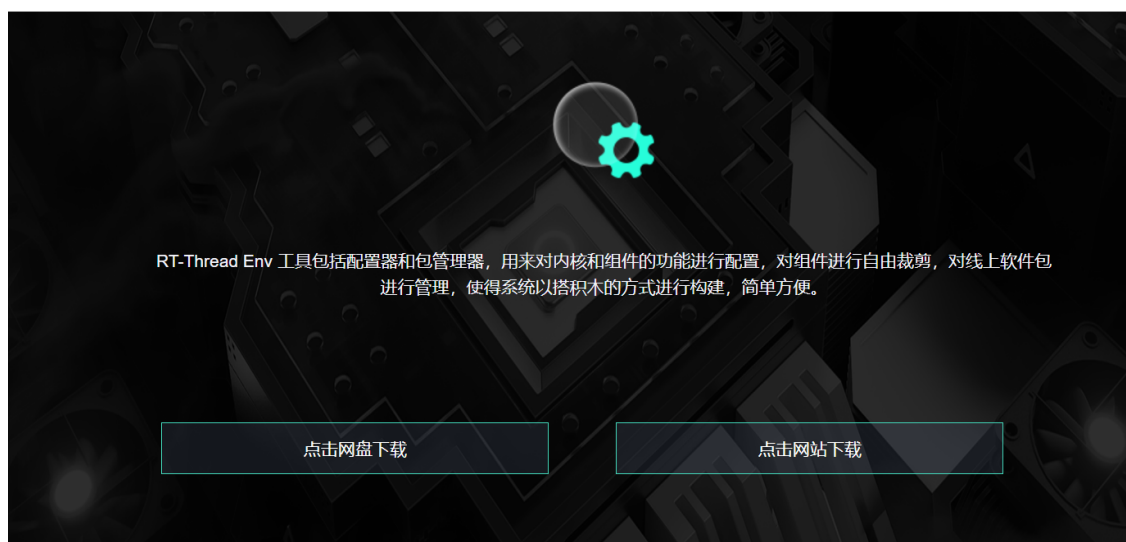 RT-Thread Env 工具包括配置器和包管理器，用来对内核和组件的功能进行配置，对组件进行自由裁剪，对线上软件包
进行管理，使得系统以搭积木的方式进行构建，简单方便。
点击网盘下载
点击网站下载